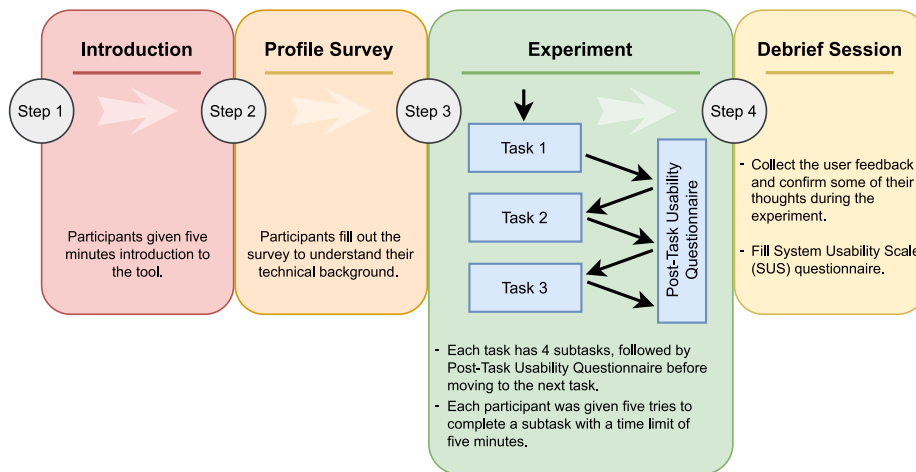 Introduction
Profile Survey
Experiment
Debrief Session
Step 1
Step 2
Step 3
Step 4
Participants given five
minutes introduction to
the tool.
Participants fill out the
survey to understand their
technical background.
Task 1
Task 2
Task 3
Post-Task Usability
Questionnaire
- Each task has 4 subtasks, followed by
Post-Task Usability Questionnaire before
moving to the next task.
- Each participant was given five tries to
complete a subtask with a time limit of
five minutes.
- Collect the user feedback
and confirm some of their
thoughts during the
experiment.
- Fill System Usability Scale
(SUS) questionnaire.